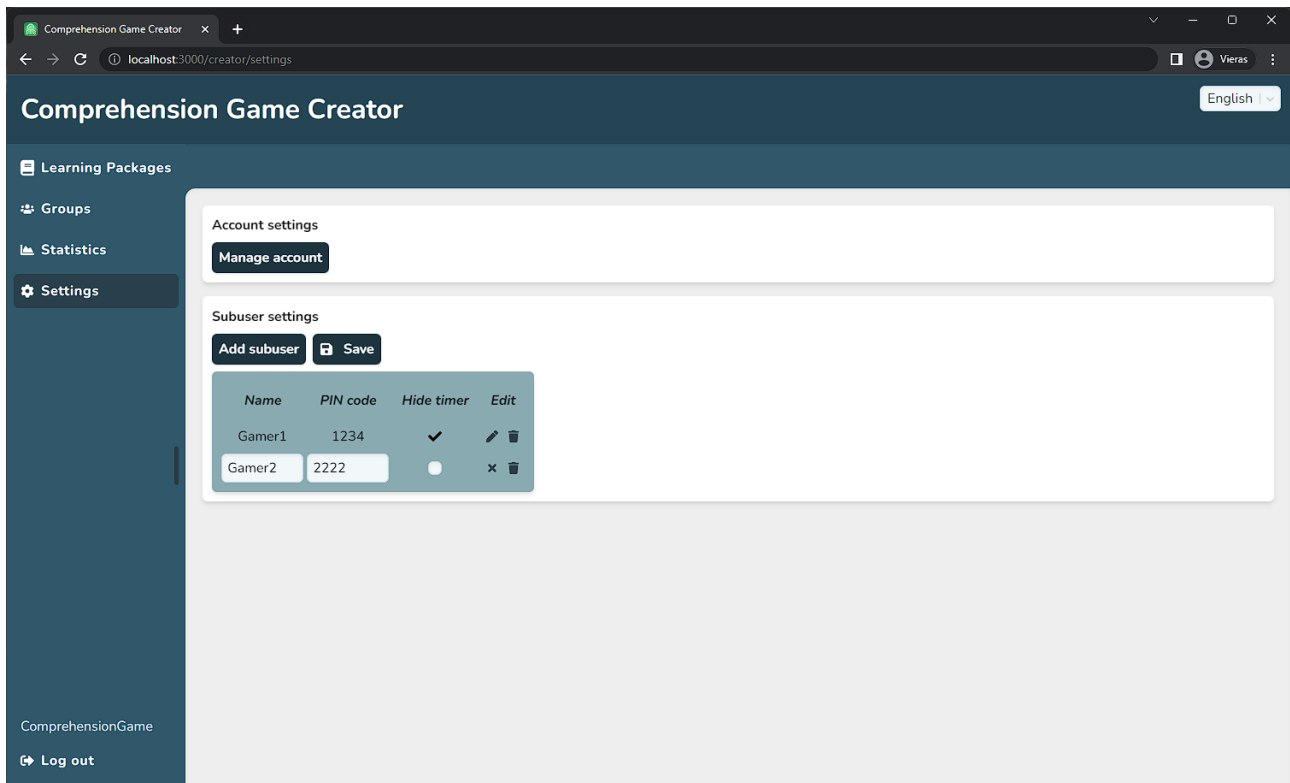 Comprehension Game Creator
localhost:3000/creator/settings
Vieras
Comprehension Game Creator
English
Learning Packages
Groups
Statistics
Settings
Account settings
Manage account
Subuser settings
Add subuser Save
Name PIN code Hide timer Edit
Gamer1 1234
Gamer2 2222
ComprehensionGame
Log out